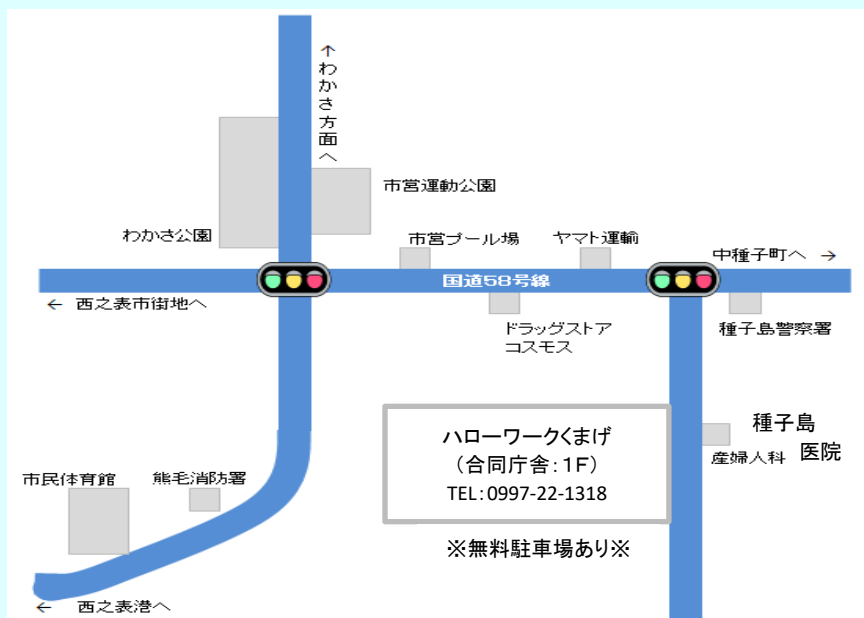 ↑わかさ方面へ
市営運動公園
わかさ公園
市営プール場
ヤマト運輸
中種子町へ →
国道58号線
← 西之表市街地へ
ドラッグストア
コスモス
種子島警察署
ハローワークくまげ
（合同庁舎：１Ｆ）
TEL：0997-22-1318
種子島
産婦人科 医院
市民体育館
熊毛消防署
※無料駐車場あり※
← 西之表港へ